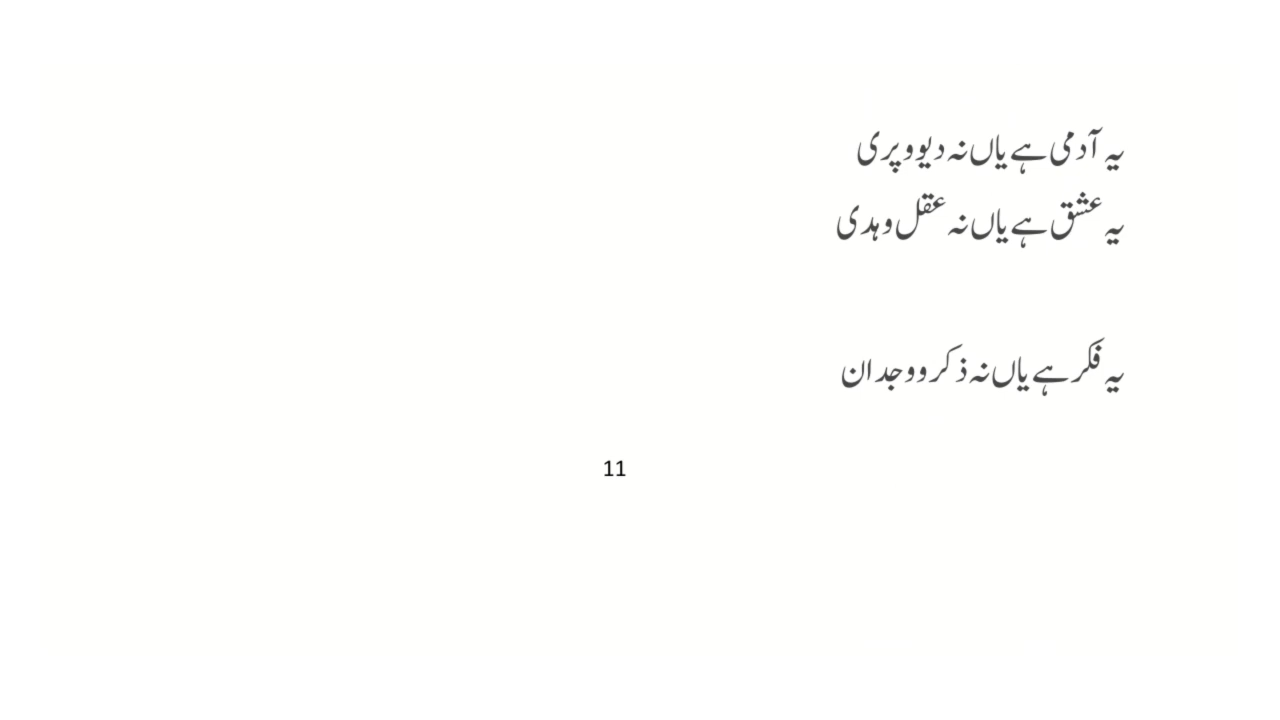 یہ آدمی ہے یاں نہ دیو و پری
یہ عشق ہے یاں نہ عقل و ہدی
یہ فکر ہے یاں نہ ذکر و وجدان
11